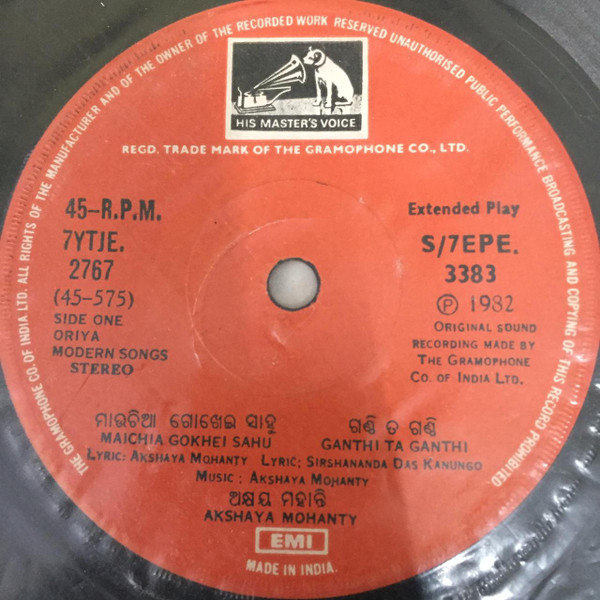 THE GRAMOPHONE CO. OF INDIA LTD. ALL RIGHTS OF THE MANUFACTURER AND OF THE OWNER OF THE RECORDED WORK RESERVED UNAUTHORISED PUBLIC PERFORMANCE BROADCASTING AND COPYING OF THIS RECORD PROHIBITED
HIS MASTER'S VOICE
REGD. TRADE MARK OF THE GRAMOPHONE CO., LTD.
45-R.P.M.
7YTJE.
2767
(45-575)
SIDE ONE
ORIYA
MODERN SONGS
STEREO
Extended Play
S/7EPE.
3383
Ⓟ 1982
ORIGINAL SOUND
RECORDING MADE BY
THE GRAMOPHONE
CO. OF INDIA LTD.
ମାଉଚିଆ ଗୋଖେଇ ସାହୁ ଗଣ୍ଠି ତ ଗଣ୍ଠି
MAICHIA GOKHEI SAHU GANTHI TA GANTHI
LYRIC: AKSHAYA MOHANTY LYRIC; SIRSHANANDA DAS KANUNGO
MUSIC : AKSHAYA MOHANTY
ଅକ୍ଷୟ ମହାନ୍ତି
AKSHAYA MOHANTY
EMI
MADE IN INDIA.